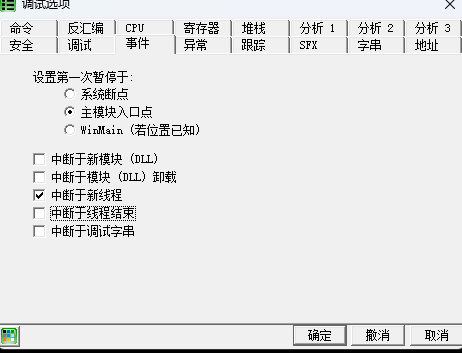 调试选项
命令 反汇编 CPU 寄存器 堆栈 分析 1 分析 2 分析 3
安全 调试 事件 异常 跟踪 SFX 字串 地址
设置第一次暂停于:
系统断点
主模块入口点
WinMain (若位置已知)
中断于新模块 (DLL)
中断于模块 (DLL) 卸载
中断于新线程
中断于线程结束
中断于调试字串
确定 撤消 取消